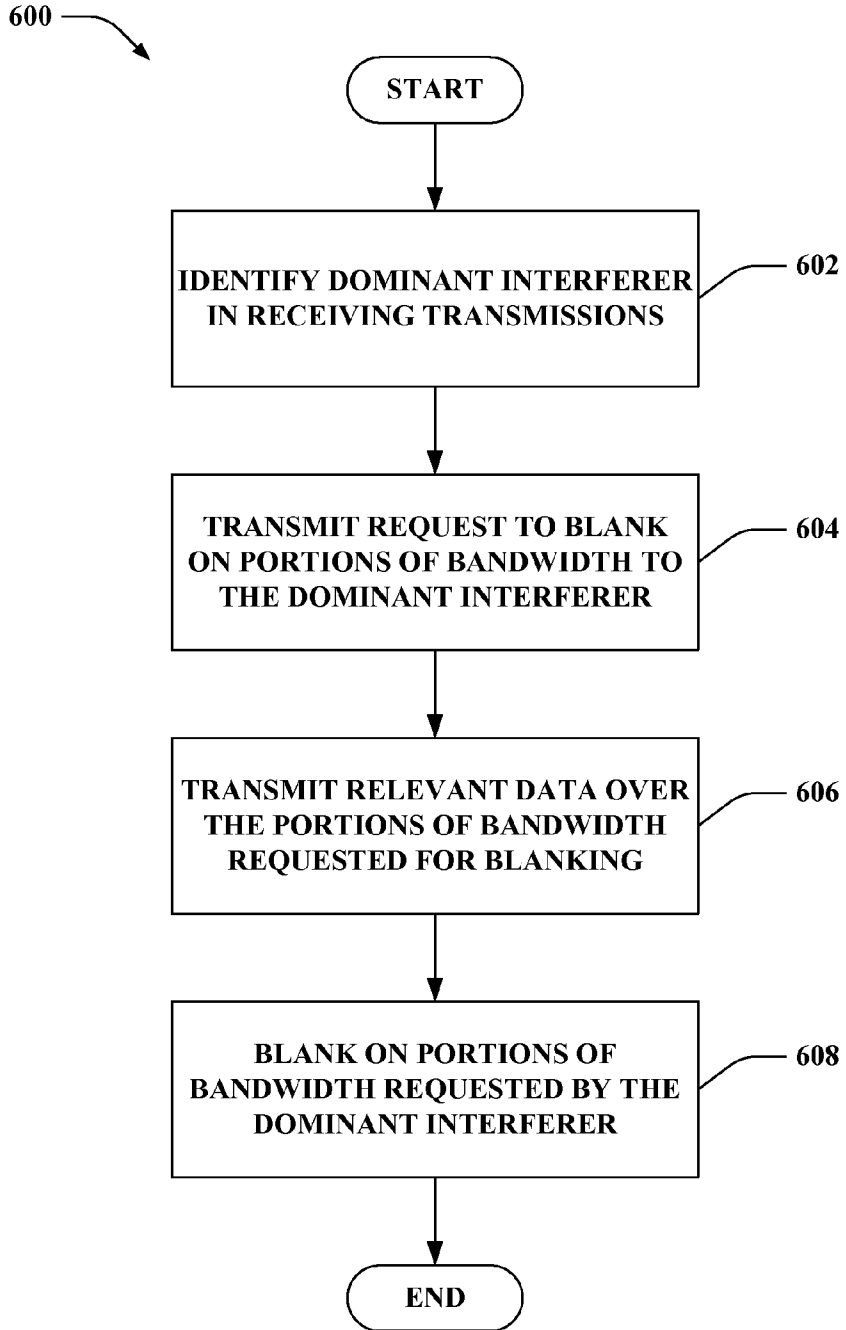 600
START
IDENTIFY DOMINANT INTERFERER
IN RECEIVING TRANSMISSIONS
602
TRANSMIT REQUEST TO BLANK
ON PORTIONS OF BANDWIDTH TO
THE DOMINANT INTERFERER
604
TRANSMIT RELEVANT DATA OVER
THE PORTIONS OF BANDWIDTH
REQUESTED FOR BLANKING
606
BLANK ON PORTIONS OF
BANDWIDTH REQUESTED BY THE
DOMINANT INTERFERER
608
END